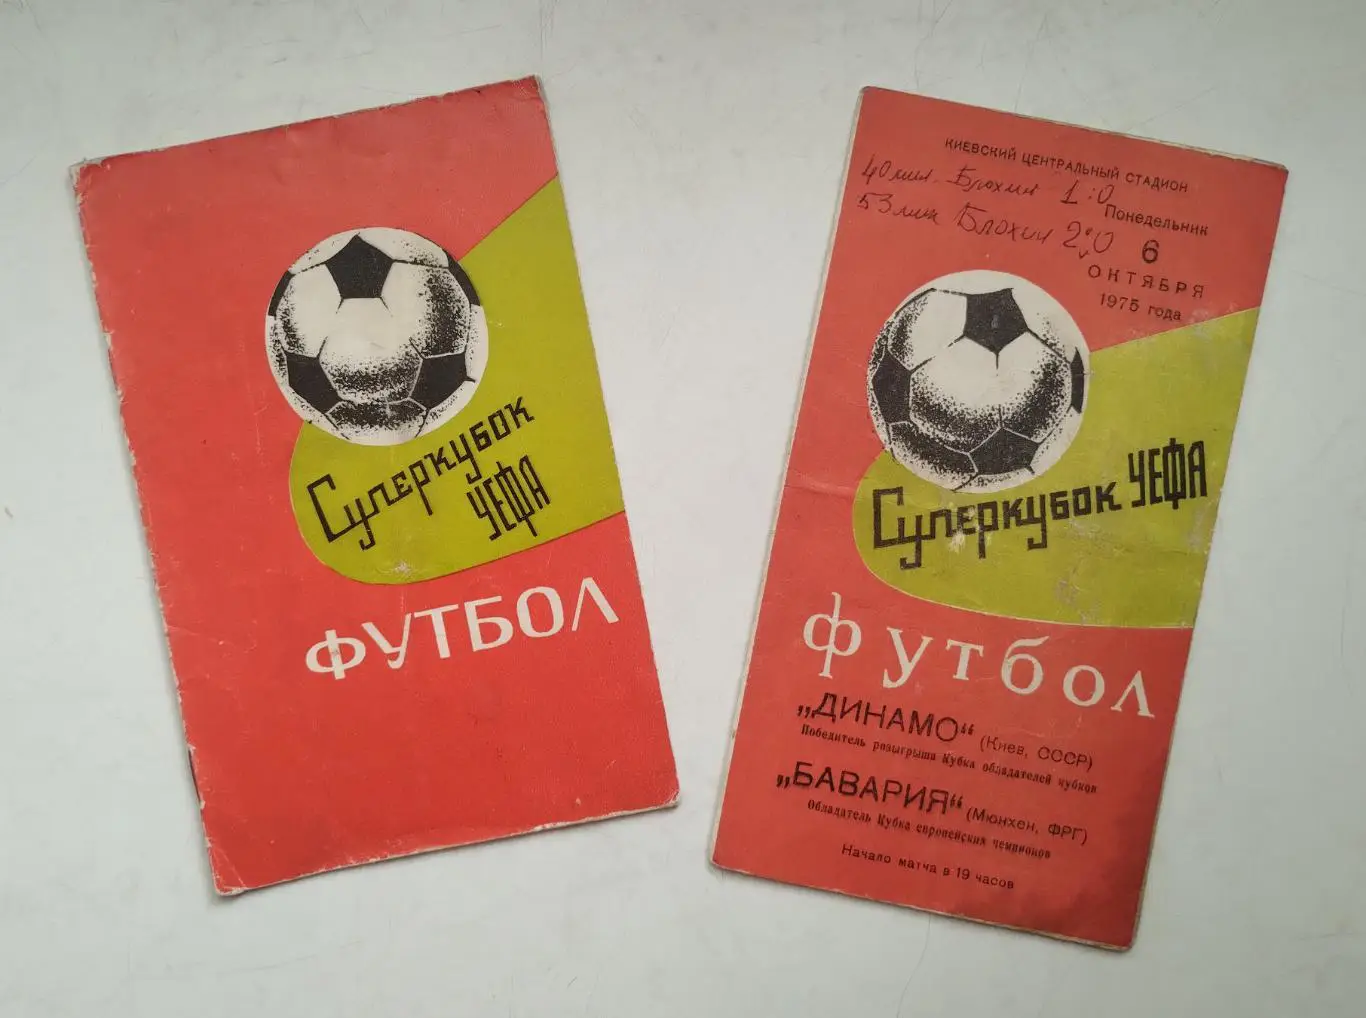 Суперкубок
УЕФА
ФУТБОЛ
КИЕВСКИЙ ЦЕНТРАЛЬНЫЙ СТАДИОН
40 мин. Блохин 1:0
53 мин Блохин 2:0
Понедельник
6
ОКТЯБРЯ
1975 года
Суперкубок УЕФА
футбол
„ДИНАМО“ (Киев, СССР)
Победитель розыгрыша Кубка обладателей кубков
„БАВАРИЯ“ (Мюнхен, ФРГ)
Обладатель Кубка европейских чемпионов
Начало матча в 19 часов